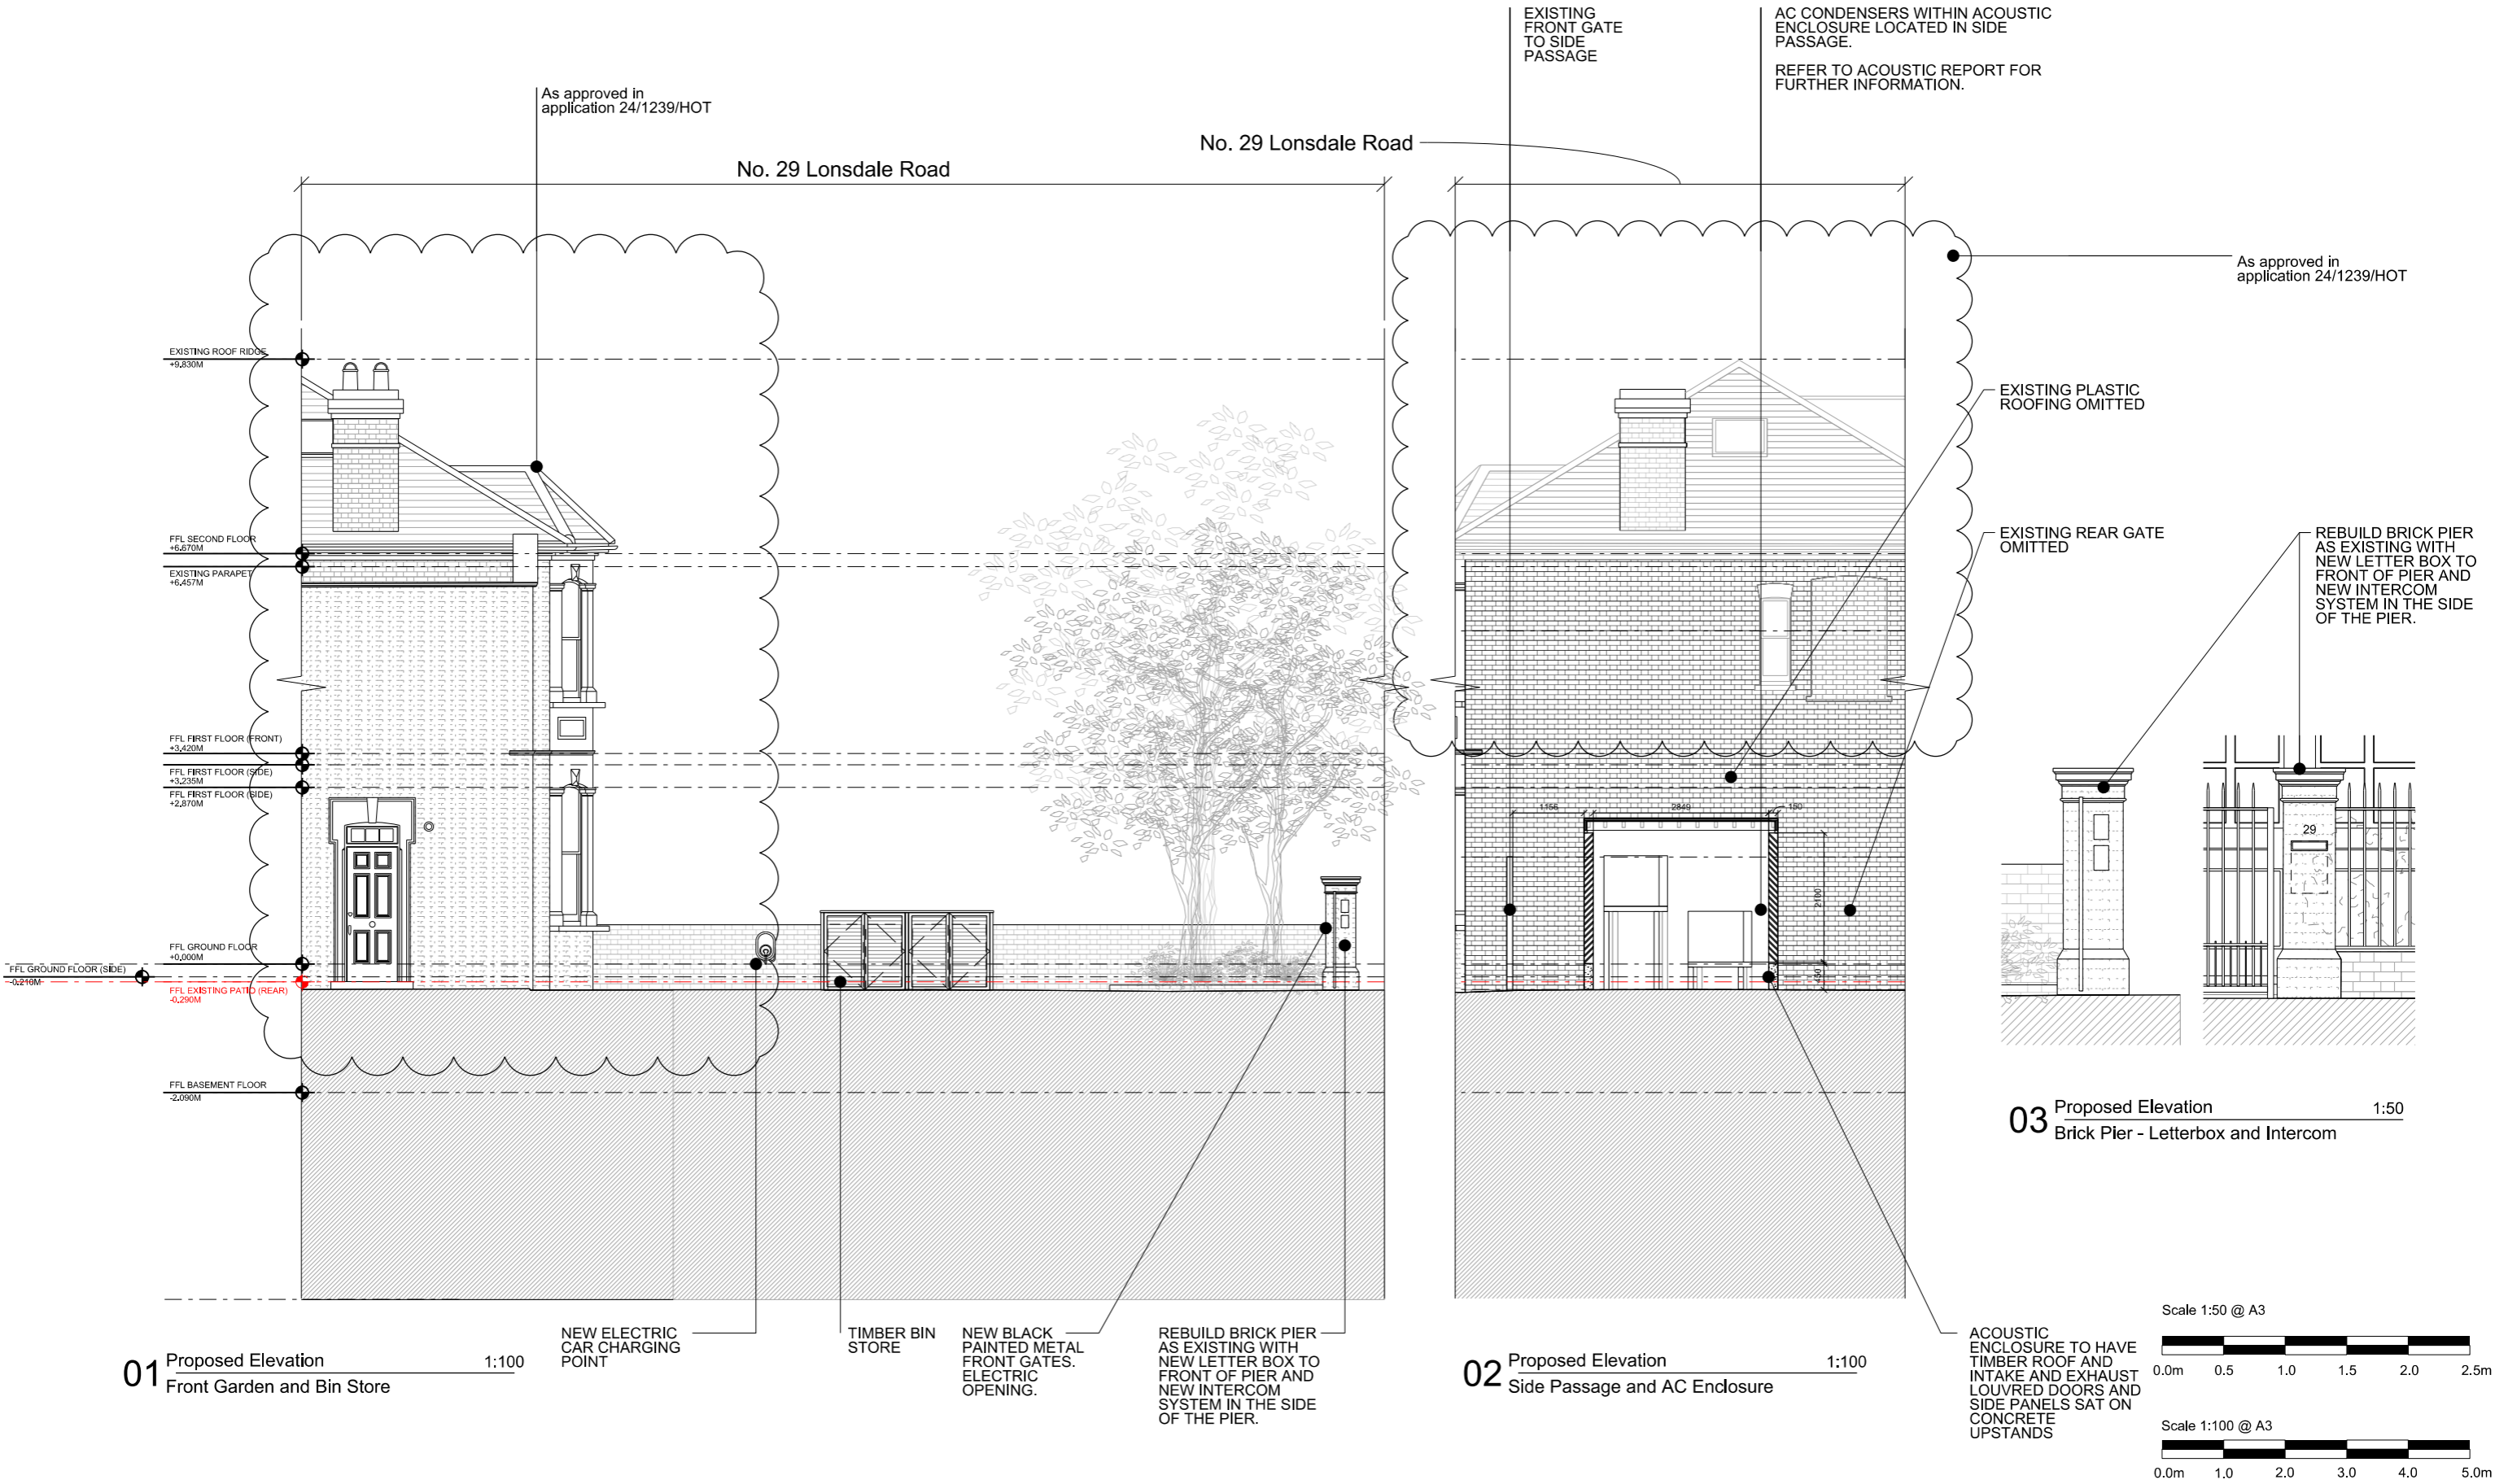 EXISTING
FRONT GATE
TO SIDE
PASSAGE
AC CONDENSERS WITHIN ACOUSTIC
ENCLOSURE LOCATED IN SIDE
PASSAGE.
REFER TO ACOUSTIC REPORT FOR
FURTHER INFORMATION.
As approved in
application 24/1239/HOT
No. 29 Lonsdale Road
No. 29 Lonsdale Road
As approved in
application 24/1239/HOT
EXISTING ROOF RIDGE
+9.830M
EXISTING PLASTIC
ROOFING OMITTED
FFL SECOND FLOOR
+6.670M
EXISTING PARAPET
+6.457M
EXISTING REAR GATE
OMITTED
REBUILD BRICK PIER
AS EXISTING WITH
NEW LETTER BOX TO
FRONT OF PIER AND
NEW INTERCOM
SYSTEM IN THE SIDE
OF THE PIER.
FFL FIRST FLOOR (FRONT)
+3.420M
FFL FIRST FLOOR (SIDE)
+3.235M
FFL FIRST FLOOR (SIDE)
+2.870M
1156
2849
150
2100
450
29
FFL GROUND FLOOR
+0.000M
FFL GROUND FLOOR (SIDE)
-0.216M
FFL EXISTING PATIO (REAR)
-0.290M
FFL BASEMENT FLOOR
-2.090M
03 Proposed Elevation 1:50
Brick Pier - Letterbox and Intercom
01 Proposed Elevation 1:100
Front Garden and Bin Store
NEW ELECTRIC
CAR CHARGING
POINT
TIMBER BIN
STORE
NEW BLACK
PAINTED METAL
FRONT GATES.
ELECTRIC
OPENING.
REBUILD BRICK PIER
AS EXISTING WITH
NEW LETTER BOX TO
FRONT OF PIER AND
NEW INTERCOM
SYSTEM IN THE SIDE
OF THE PIER.
02 Proposed Elevation 1:100
Side Passage and AC Enclosure
ACOUSTIC
ENCLOSURE TO HAVE
TIMBER ROOF AND
INTAKE AND EXHAUST
LOUVRED DOORS AND
SIDE PANELS SAT ON
CONCRETE
UPSTANDS
Scale 1:50 @ A3
0.0m 0.5 1.0 1.5 2.0 2.5m
Scale 1:100 @ A3
0.0m 1.0 2.0 3.0 4.0 5.0m